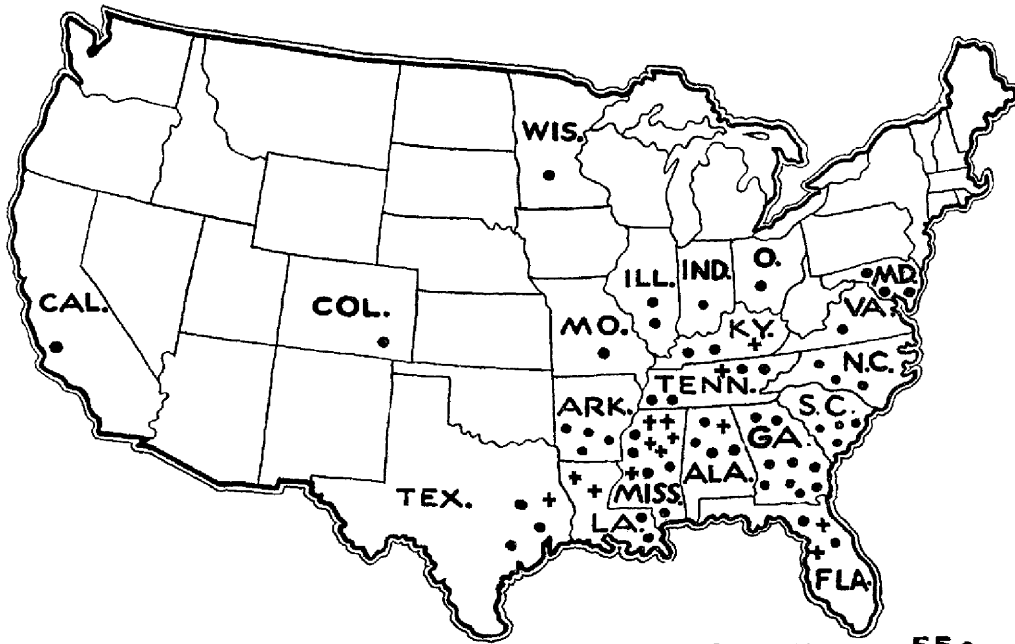 WIS.
CAL.
COL.
MO.
ILL.
IND.
O.
MD.
VA.
KY.
N.C.
TENN.
S.C.
ARK.
GA.
ALA.
MISS.
TEX.
LA.
FLA.